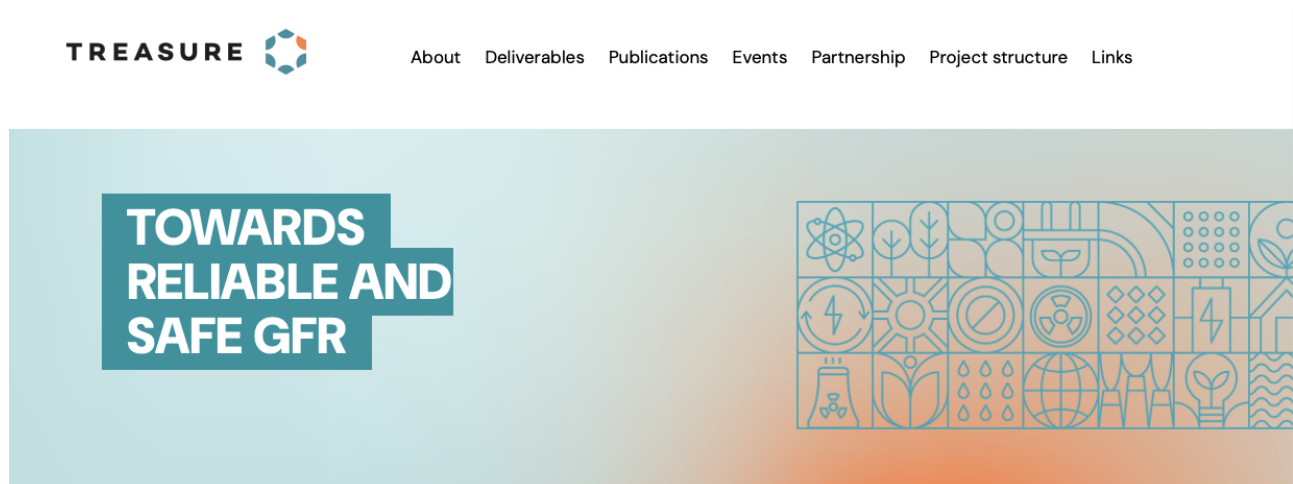 TREASURE
About Deliverables Publications Events Partnership Project structure Links
TOWARDS
RELIABLE AND
SAFE GFR